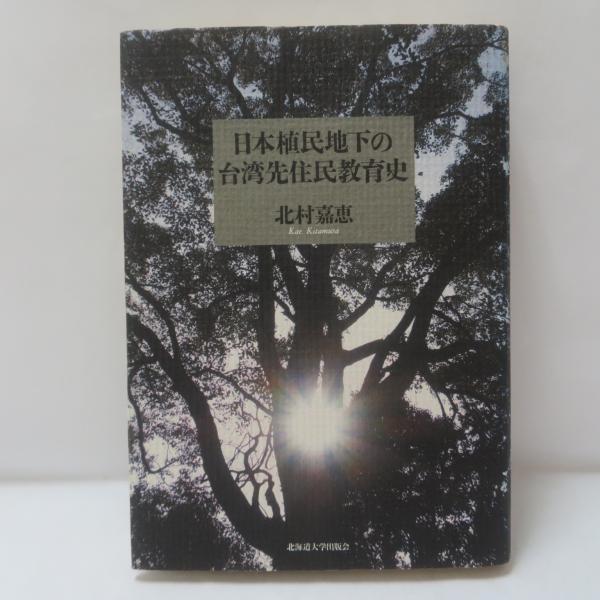 日本植民地下の
台湾先住民教育史
北村嘉恵
Kae. Kitamura
北海道大学出版会